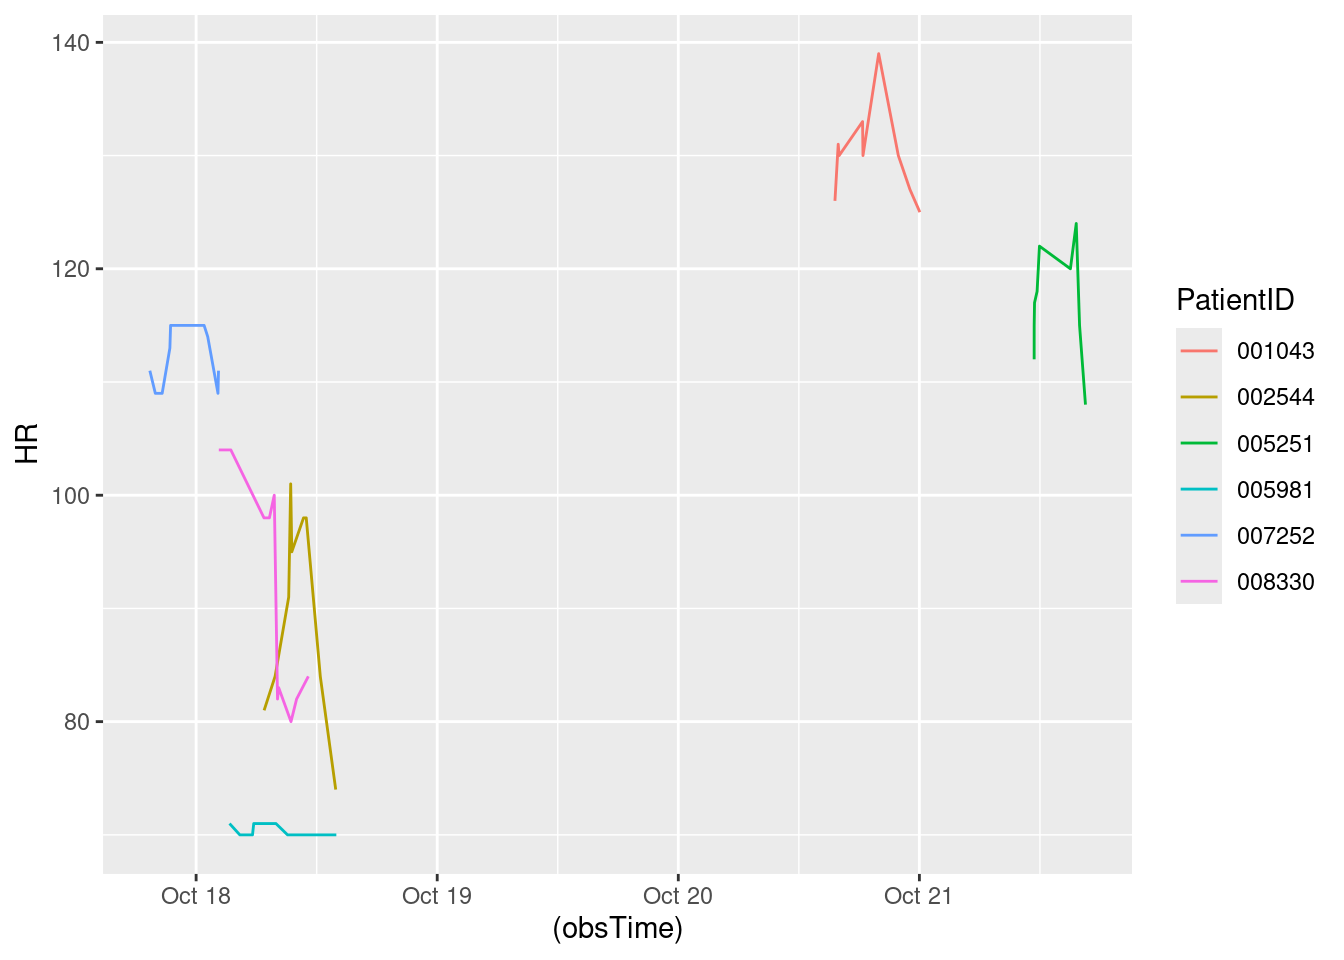 140
120
100
80
HR
Oct 18
Oct 19
Oct 20
Oct 21
(obsTime)
PatientID
001043
002544
005251
005981
007252
008330